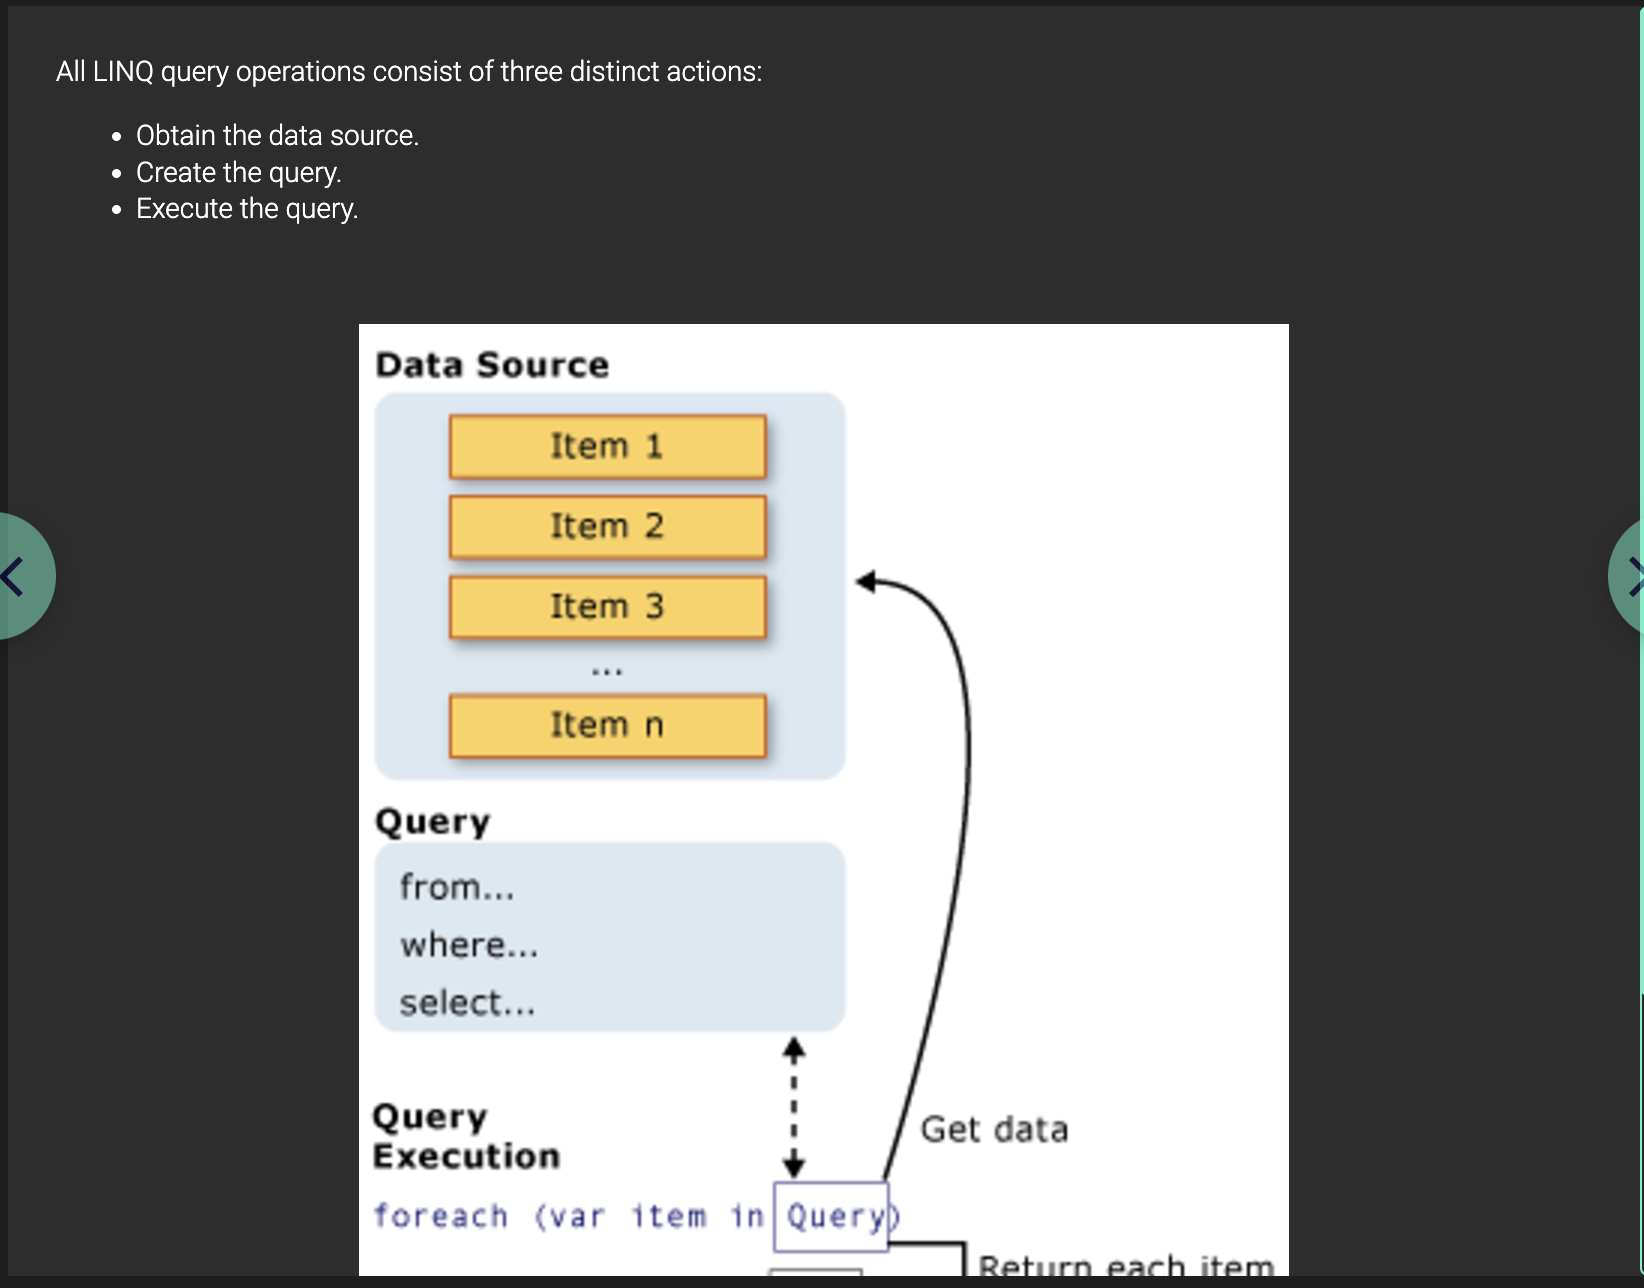 All LINQ query operations consist of three distinct actions:
• Obtain the data source.
• Create the query.
• Execute the query.
Data Source
Item 1
Item 2
Item 3
...
Item n
Query
from...
where...
select...
Query
Execution
Get data
foreach (var item in Query)
Return each item